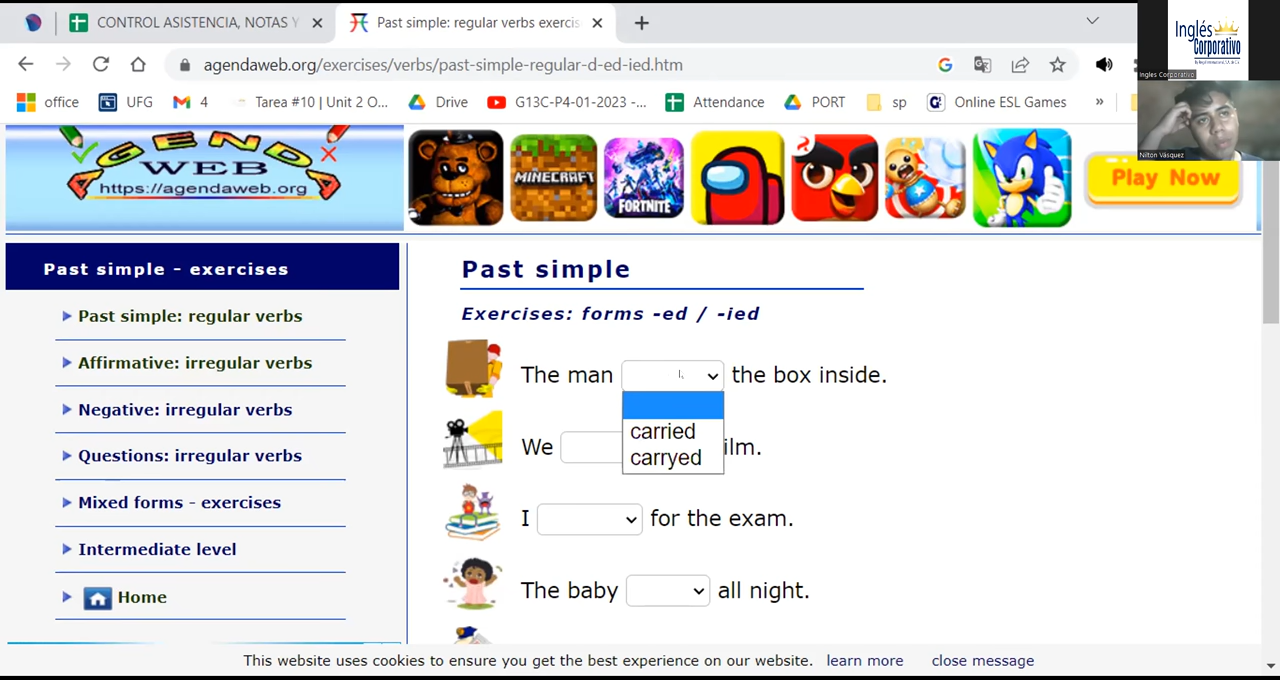 CONTROL ASISTENCIA, NOTAS Y
Past simple: regular verbs exercis
agendaweb.org/exercises/verbs/past-simple-regular-d-ed-ied.htm
office
UFG
4
Tarea #10 | Unit 2 O...
Drive
G13C-P4-01-2023 -...
Attendance
PORT
sp
Online ESL Games
»
Inglés
Corporativo
Ingles Corporativo
Nilton Vásquez
AGENDA
WEB
https://agendaweb.org
MINECRAFT
FORTNITE
Play Now
Past simple - exercises
Past simple: regular verbs
Affirmative: irregular verbs
Negative: irregular verbs
Questions: irregular verbs
Mixed forms - exercises
Intermediate level
Home
Past simple
Exercises: forms -ed / -ied
The man the box inside.
carried
carryed
We ilm.
I for the exam.
The baby all night.
This website uses cookies to ensure you get the best experience on our website. learn more close message